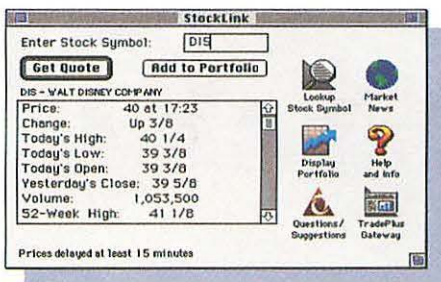 StockLink
Enter Stock Symbol: DIS
Get Quote Add to Portfolio
DIS - WALT DISNEY COMPANY
Price: 40 at 17:23
Change: Up 3/8
Today's High: 40 1/4
Today's Low: 39 3/8
Today's Open: 39 3/8
Yesterday's Close: 39 5/8
Volume: 1,053,500
52-Week High: 41 1/8
Lookup
Stock Symbol
Market
News
Display
Portfolio
Help
and Info
Questions/
Suggestions
TradePlus
Gateway
Prices delayed at least 15 minutes